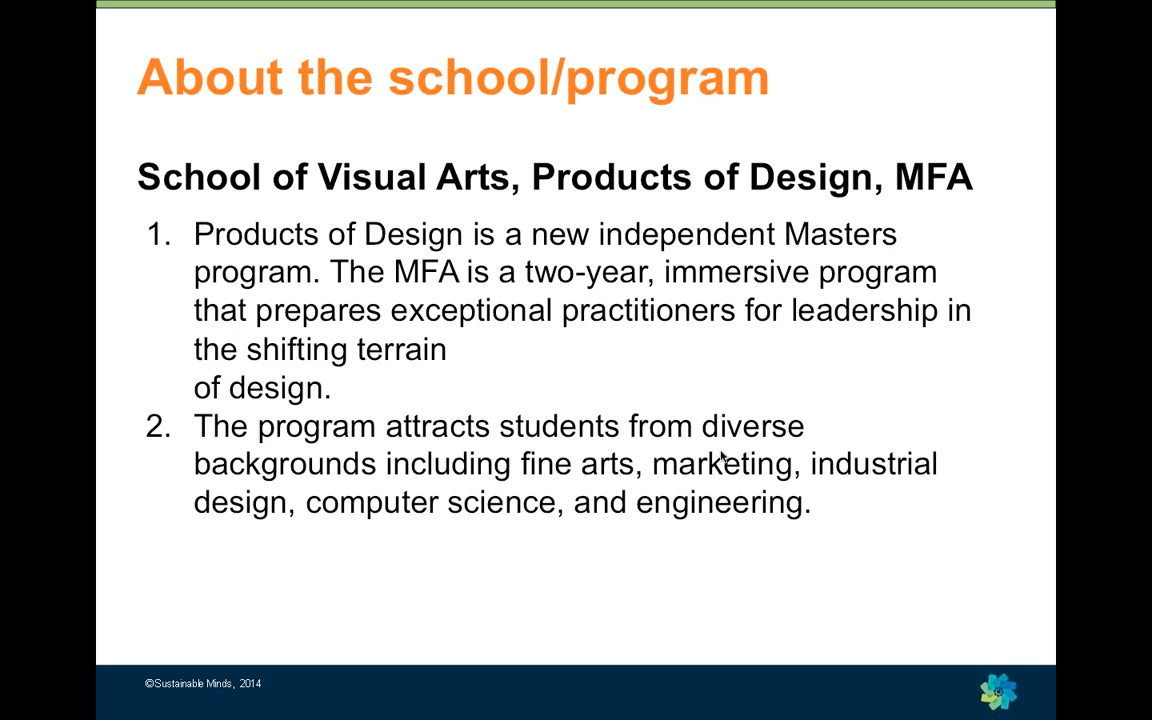 About the school/program
School of Visual Arts, Products of Design, MFA
1. Products of Design is a new independent Masters
program. The MFA is a two-year, immersive program
that prepares exceptional practitioners for leadership in
the shifting terrain
of design.
2. The program attracts students from diverse
backgrounds including fine arts, marketing, industrial
design, computer science, and engineering.
©Sustainable Minds, 2014